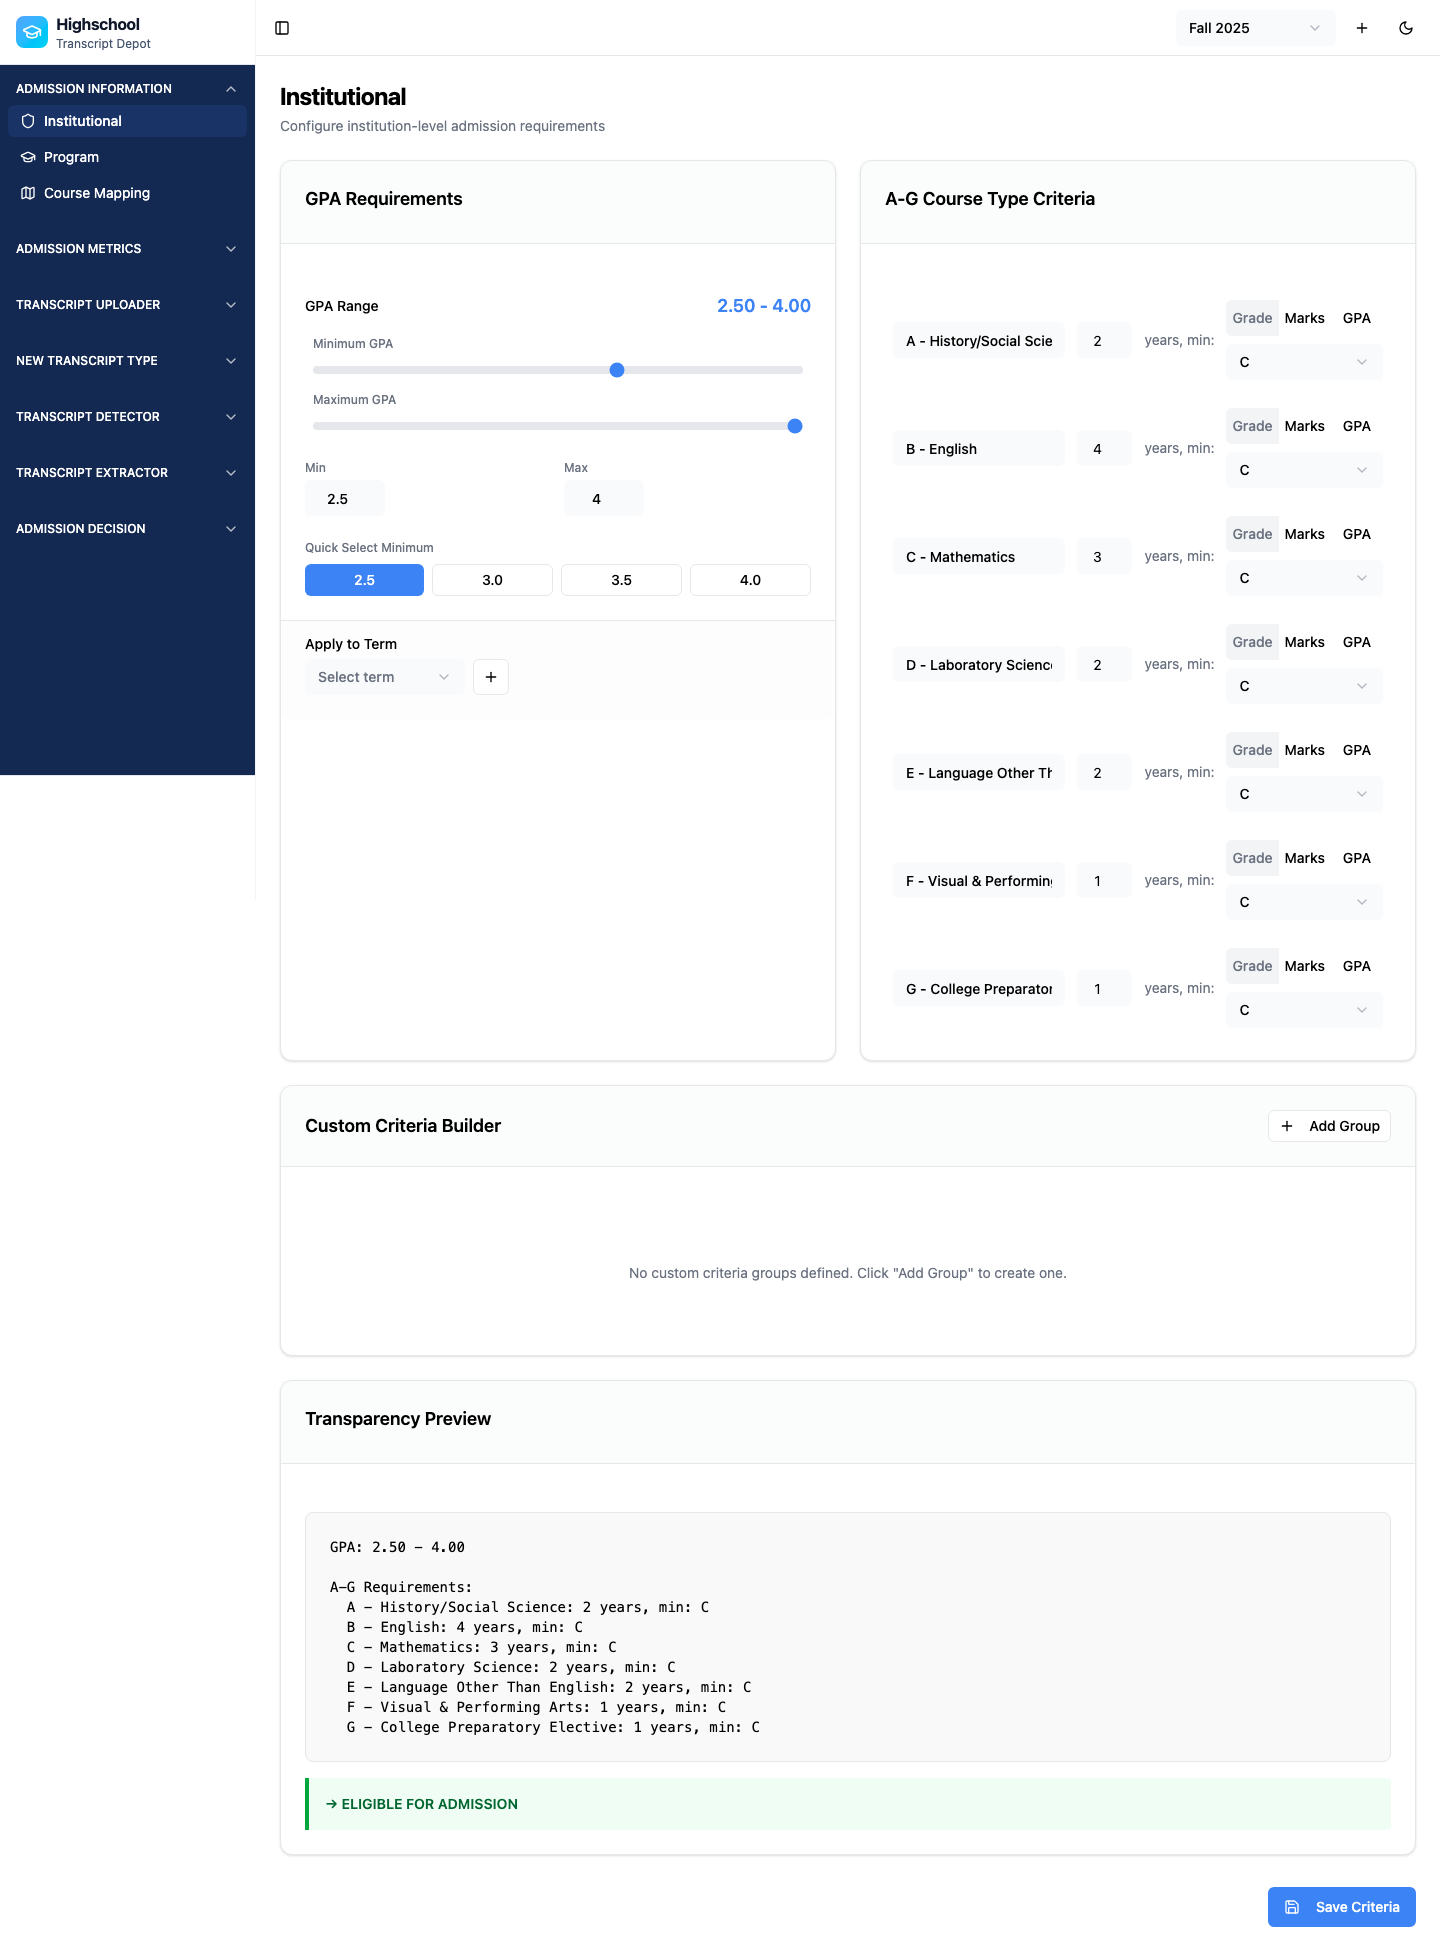 Highschool
Transcript Depot
ADMISSION INFORMATION
Institutional
Program
Course Mapping
ADMISSION METRICS
TRANSCRIPT UPLOADER
NEW TRANSCRIPT TYPE
TRANSCRIPT DETECTOR
TRANSCRIPT EXTRACTOR
ADMISSION DECISION
Fall 2025
Institutional
Configure institution-level admission requirements
GPA Requirements
GPA Range 2.50 - 4.00
Minimum GPA
Maximum GPA
Min Max
2.5 4
Quick Select Minimum
2.5 3.0 3.5 4.0
Apply to Term
Select term
A-G Course Type Criteria
Grade Marks GPA
A - History/Social Scie 2 years, min:
C
Grade Marks GPA
B - English 4 years, min:
C
Grade Marks GPA
C - Mathematics 3 years, min:
C
Grade Marks GPA
D - Laboratory Science 2 years, min:
C
Grade Marks GPA
E - Language Other Th 2 years, min:
C
Grade Marks GPA
F - Visual & Performing 1 years, min:
C
Grade Marks GPA
G - College Preparator 1 years, min:
C
Custom Criteria Builder
Add Group
No custom criteria groups defined. Click "Add Group" to create one.
Transparency Preview
GPA: 2.50 – 4.00
A–G Requirements:
A – History/Social Science: 2 years, min: C
B – English: 4 years, min: C
C – Mathematics: 3 years, min: C
D – Laboratory Science: 2 years, min: C
E – Language Other Than English: 2 years, min: C
F – Visual & Performing Arts: 1 years, min: C
G – College Preparatory Elective: 1 years, min: C
→ ELIGIBLE FOR ADMISSION
Save Criteria